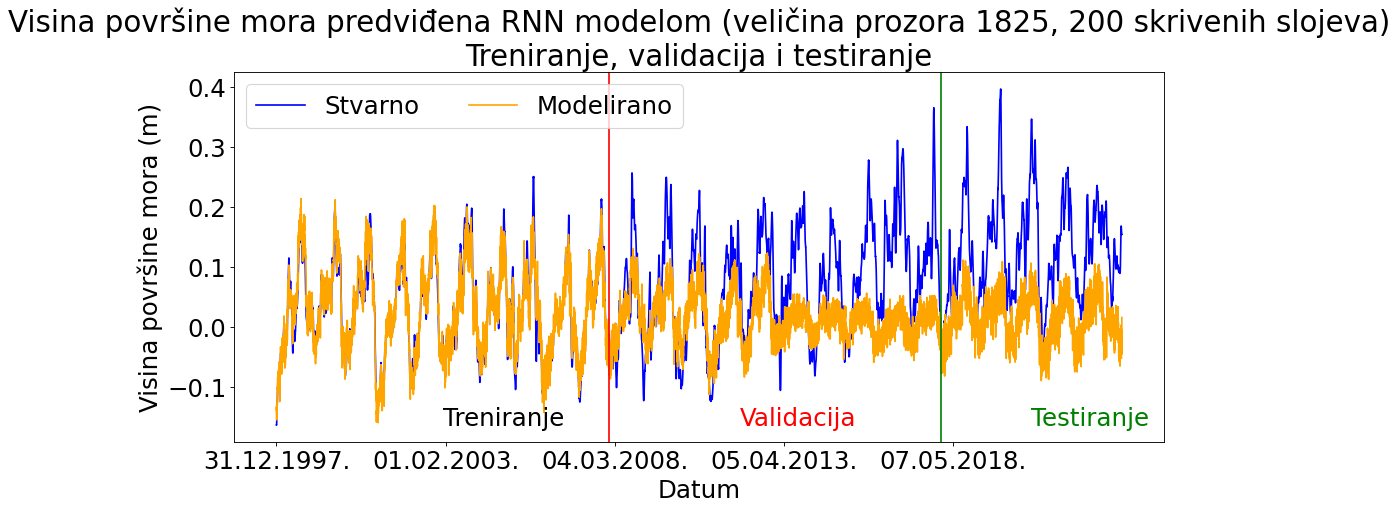 Visina površine mora predviđena RNN modelom (veličina prozora 1825, 200 skrivenih slojeva)
Treniranje, validacija i testiranje
Stvarno
Modelirano
Visina površine mora (m)
0.4
0.3
0.2
0.1
0.0
−0.1
Treniranje
Validacija
Testiranje
31.12.1997.
01.02.2003.
04.03.2008.
05.04.2013.
07.05.2018.
Datum